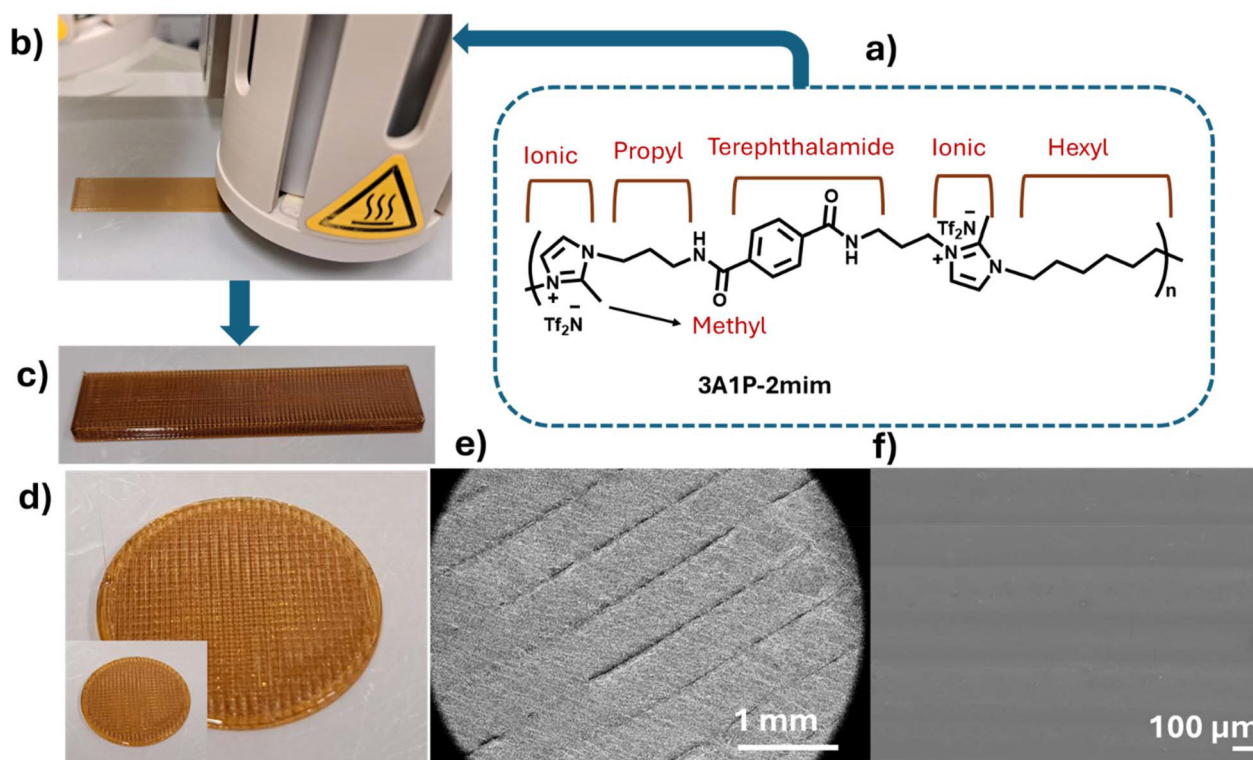 b)
a)
Ionic Propyl Terephthalamide Ionic Hexyl
O
H
N
N
N
+
Tf₂N
−
O
N
H
Tf₂N
−
N
+
N
n
Methyl
3A1P-2mim
c)
d)
e)
f)
1 mm
100 µm